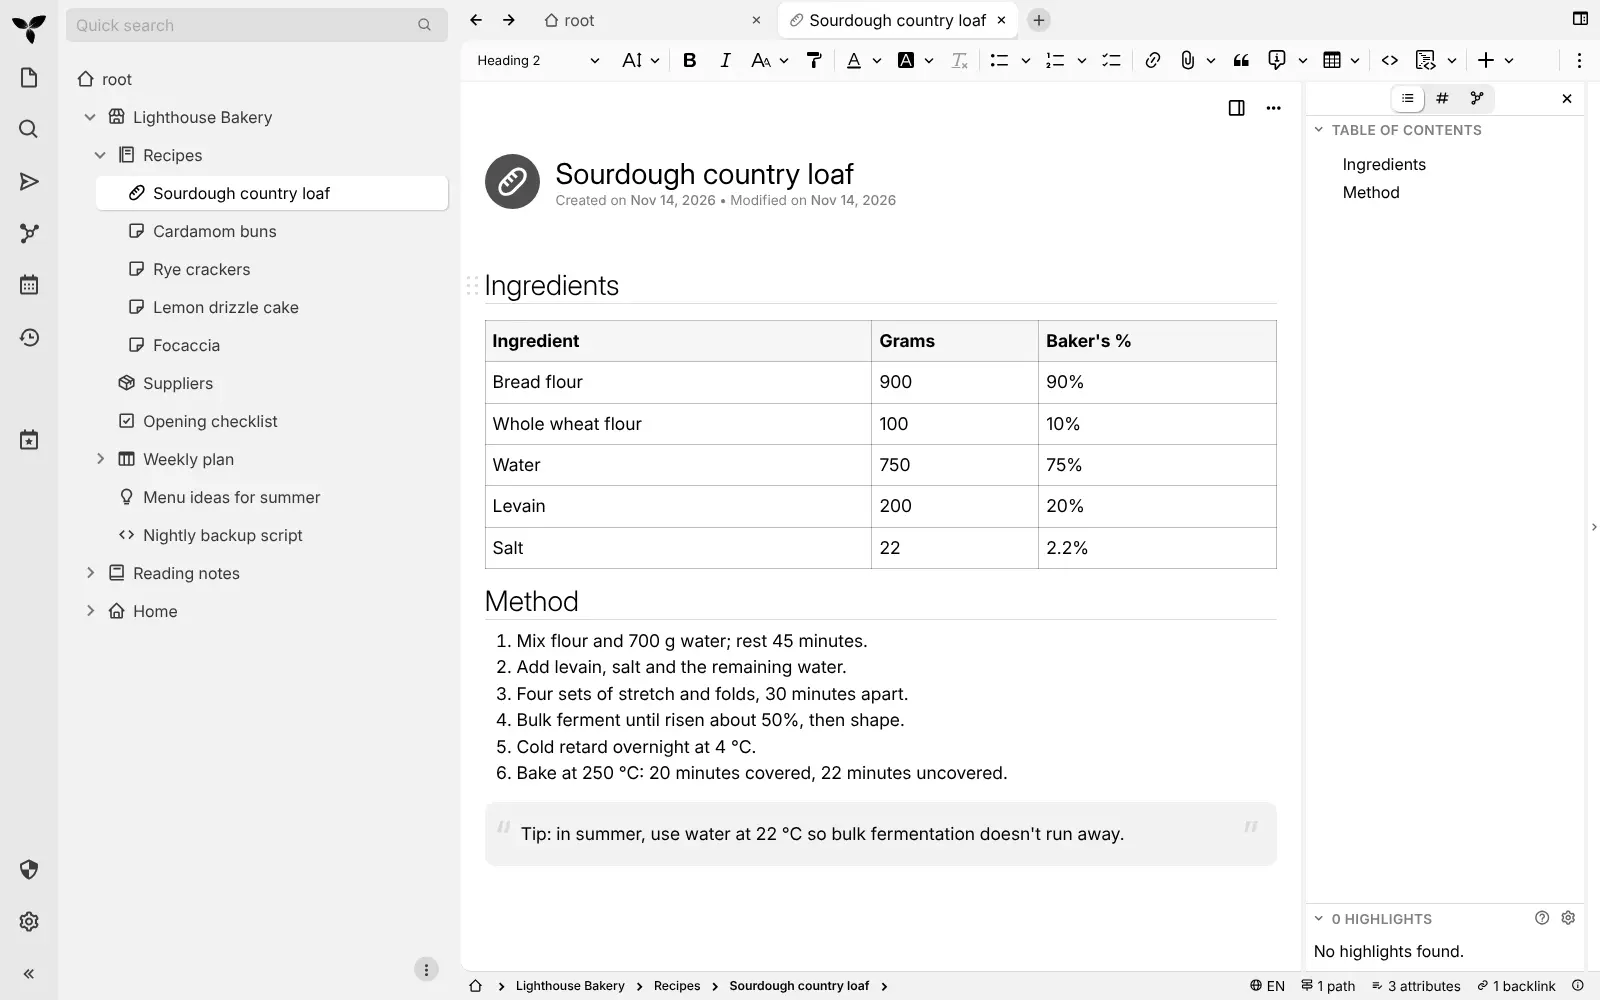 Quick search
root
Lighthouse Bakery
Recipes
Sourdough country loaf
Cardamom buns
Rye crackers
Lemon drizzle cake
Focaccia
Suppliers
Opening checklist
Weekly plan
Menu ideas for summer
Nightly backup script
Reading notes
Home
root
Sourdough country loaf
Heading 2
Sourdough country loaf
Created on Nov 14, 2026 • Modified on Nov 14, 2026
Ingredients
Ingredient Grams Baker's %
Bread flour 900 90%
Whole wheat flour 100 10%
Water 750 75%
Levain 200 20%
Salt 22 2.2%
Method
1. Mix flour and 700 g water; rest 45 minutes.
2. Add levain, salt and the remaining water.
3. Four sets of stretch and folds, 30 minutes apart.
4. Bulk ferment until risen about 50%, then shape.
5. Cold retard overnight at 4 °C.
6. Bake at 250 °C: 20 minutes covered, 22 minutes uncovered.
Tip: in summer, use water at 22 °C so bulk fermentation doesn't run away.
TABLE OF CONTENTS
Ingredients
Method
0 HIGHLIGHTS
No highlights found.
Lighthouse Bakery Recipes Sourdough country loaf
EN 1 path 3 attributes 1 backlink